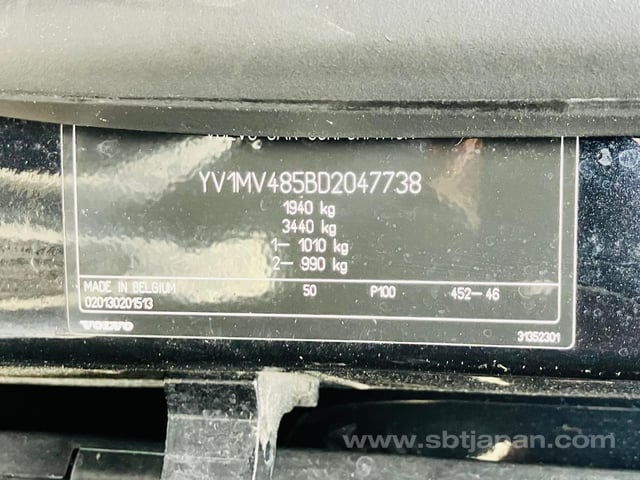 YV1MV485BD2047738
1940 kg
3440 kg
1- 1010 kg
2- 990 kg
MADE IN BELGIUM 50 P100 452-46
020130201513
VOLVO 31352301
www.sbtjapan.com